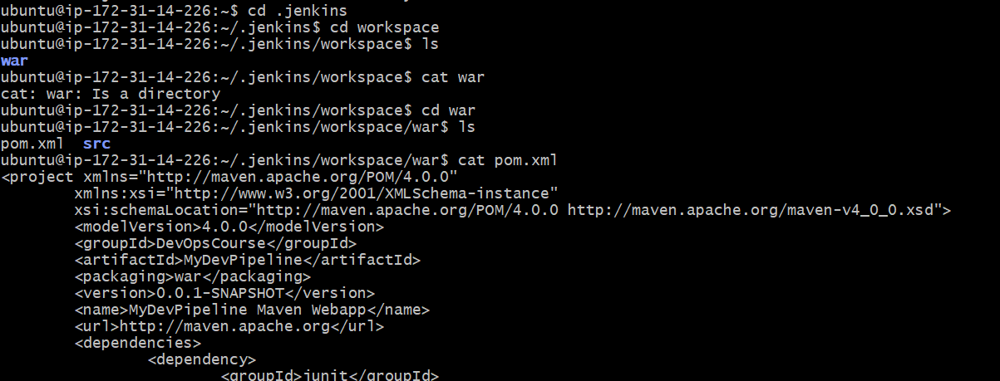 ubuntu@ip-172-31-14-226:~$ cd .jenkins
ubuntu@ip-172-31-14-226:~/.jenkins$ cd workspace
ubuntu@ip-172-31-14-226:~/.jenkins/workspace$ ls
war
ubuntu@ip-172-31-14-226:~/.jenkins/workspace$ cat war
cat: war: Is a directory
ubuntu@ip-172-31-14-226:~/.jenkins/workspace$ cd war
ubuntu@ip-172-31-14-226:~/.jenkins/workspace/war$ ls
pom.xml  src
ubuntu@ip-172-31-14-226:~/.jenkins/workspace/war$ cat pom.xml
<project xmlns="http://maven.apache.org/POM/4.0.0"
        xmlns:xsi="http://www.w3.org/2001/XMLSchema-instance"
        xsi:schemaLocation="http://maven.apache.org/POM/4.0.0 http://maven.apache.org/maven-v4_0_0.xsd">
        <modelVersion>4.0.0</modelVersion>
        <groupId>DevOpsCourse</groupId>
        <artifactId>MyDevPipeline</artifactId>
        <packaging>war</packaging>
        <version>0.0.1-SNAPSHOT</version>
        <name>MyDevPipeline Maven Webapp</name>
        <url>http://maven.apache.org</url>
        <dependencies>
                <dependency>
                        <groupId>junit</groupId>